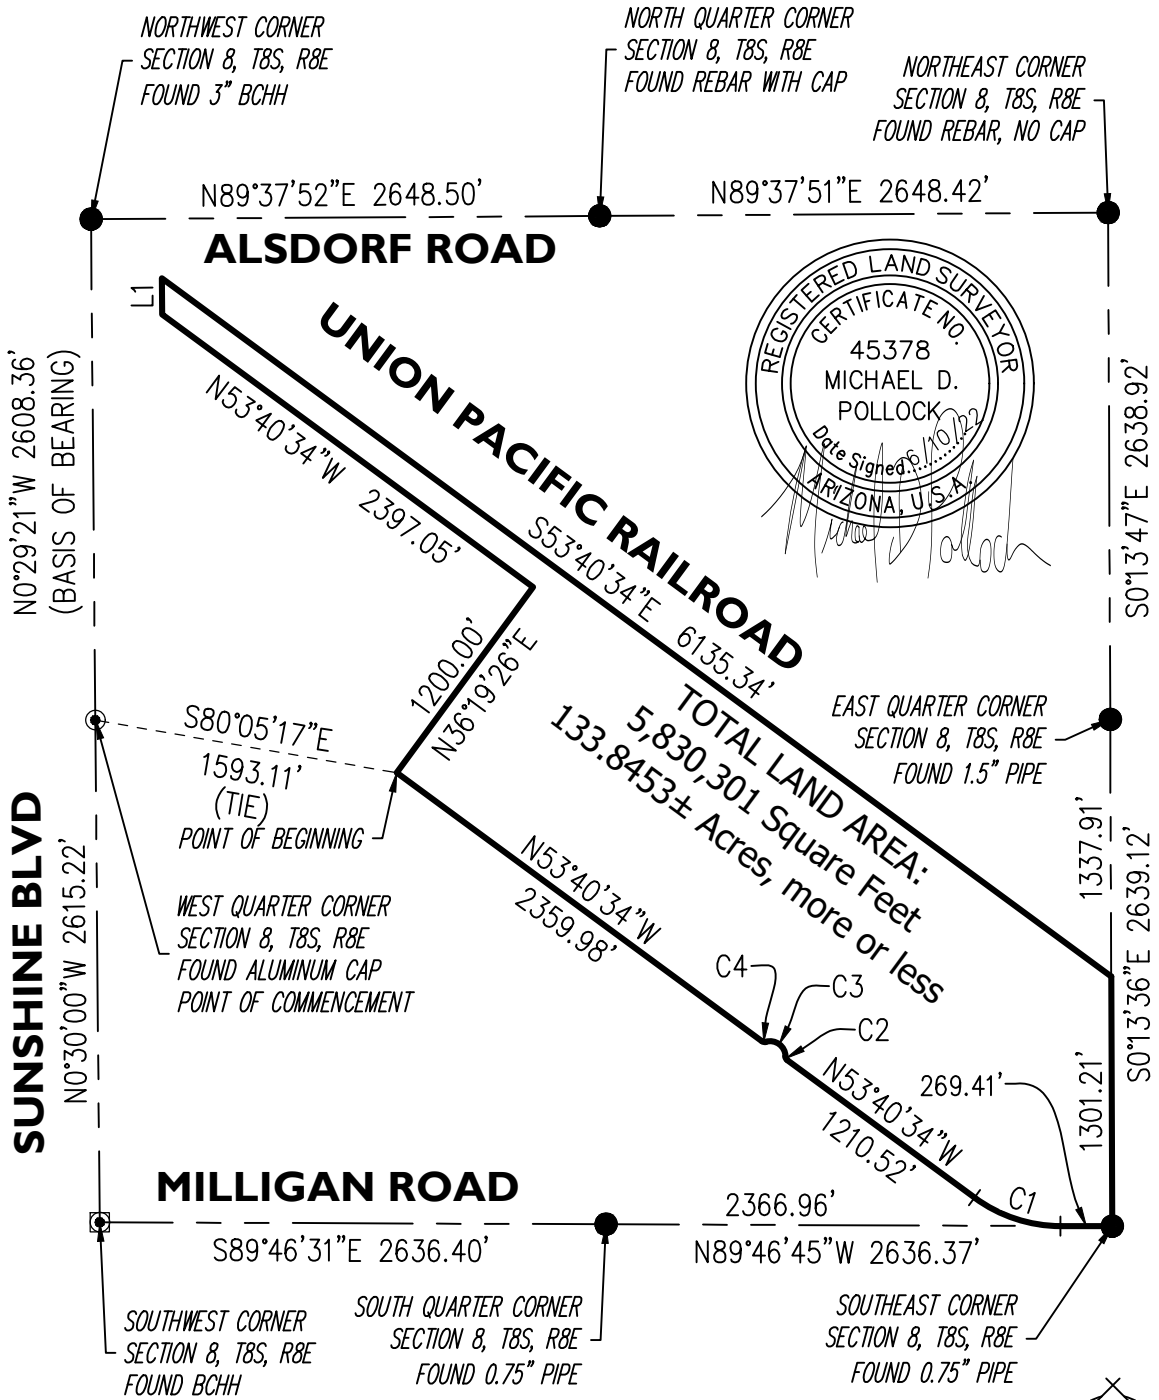 NORTHWEST CORNER
SECTION 8, T8S, R8E
FOUND 3" BCHH
NORTH QUARTER CORNER
SECTION 8, T8S, R8E
FOUND REBAR WITH CAP
NORTHEAST CORNER
SECTION 8, T8S, R8E
FOUND REBAR, NO CAP
N89°37'52"E 2648.50'
N89°37'51"E 2648.42'
ALSDORF ROAD
L1
UNION PACIFIC RAILROAD
REGISTERED LAND SURVEYOR
CERTIFICATE NO.
45378
MICHAEL D.
POLLOCK
Date Signed 6/10/22
ARIZONA, U.S.A.
Michael D Pollock
N0°29'21"W 2608.36'
(BASIS OF BEARING)
N53°40'34"W 2397.05'
S53°40'34"E 6135.34'
S0°13'47"E 2638.92'
1200.00'
N36°19'26"E
TOTAL LAND AREA:
5,830,301 Square Feet
133.8453± Acres, more or less
EAST QUARTER CORNER
SECTION 8, T8S, R8E
FOUND 1.5" PIPE
S80°05'17"E
1593.11'
(TIE)
POINT OF BEGINNING
WEST QUARTER CORNER
SECTION 8, T8S, R8E
FOUND ALUMINUM CAP
POINT OF COMMENCEMENT
SUNSHINE BLVD
N0°30'00"W 2615.22'
N53°40'34"W
2359.98'
C4
C3
C2
1337.91'
S0°13'36"E 2639.12'
1301.21'
N53°40'34"W
1210.52'
269.41'
C1
MILLIGAN ROAD
2366.96'
S89°46'31"E 2636.40'
N89°46'45"W 2636.37'
SOUTHWEST CORNER
SECTION 8, T8S, R8E
FOUND BCHH
SOUTH QUARTER CORNER
SECTION 8, T8S, R8E
FOUND 0.75" PIPE
SOUTHEAST CORNER
SECTION 8, T8S, R8E
FOUND 0.75" PIPE